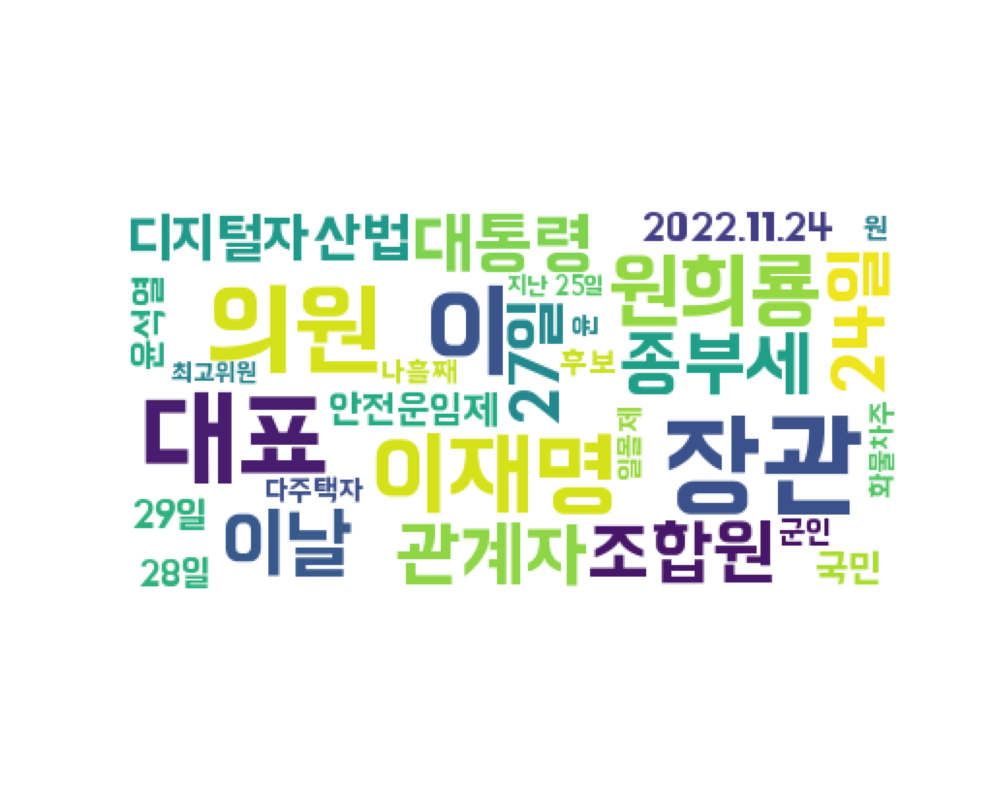 디지털자산법
대통령
2022.11.24
원
윤석열
의원
이
지난 25일
27일
윤
원희룡
24일
최고위원
나흘째
후보
종부세
대표
안전운임제
이재명
일몰제
장관
화물차주
다주택자
29일
이날
관계자
조합원
군인
28일
국민